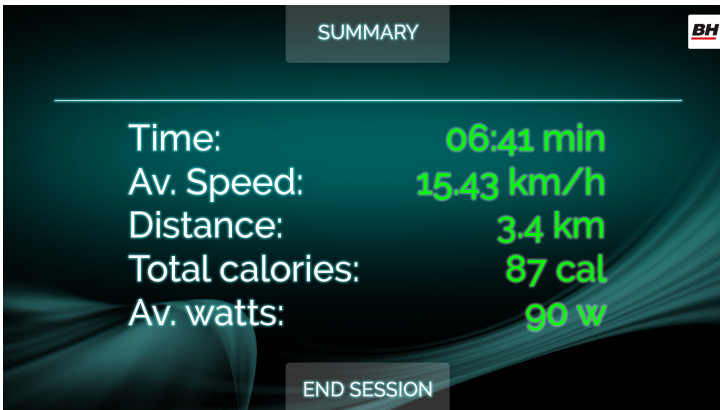 SUMMARY
BH
Time: 06:41 min
Av. Speed: 15.43 km/h
Distance: 3.4 km
Total calories: 87 cal
Av. watts: 90 w
END SESSION